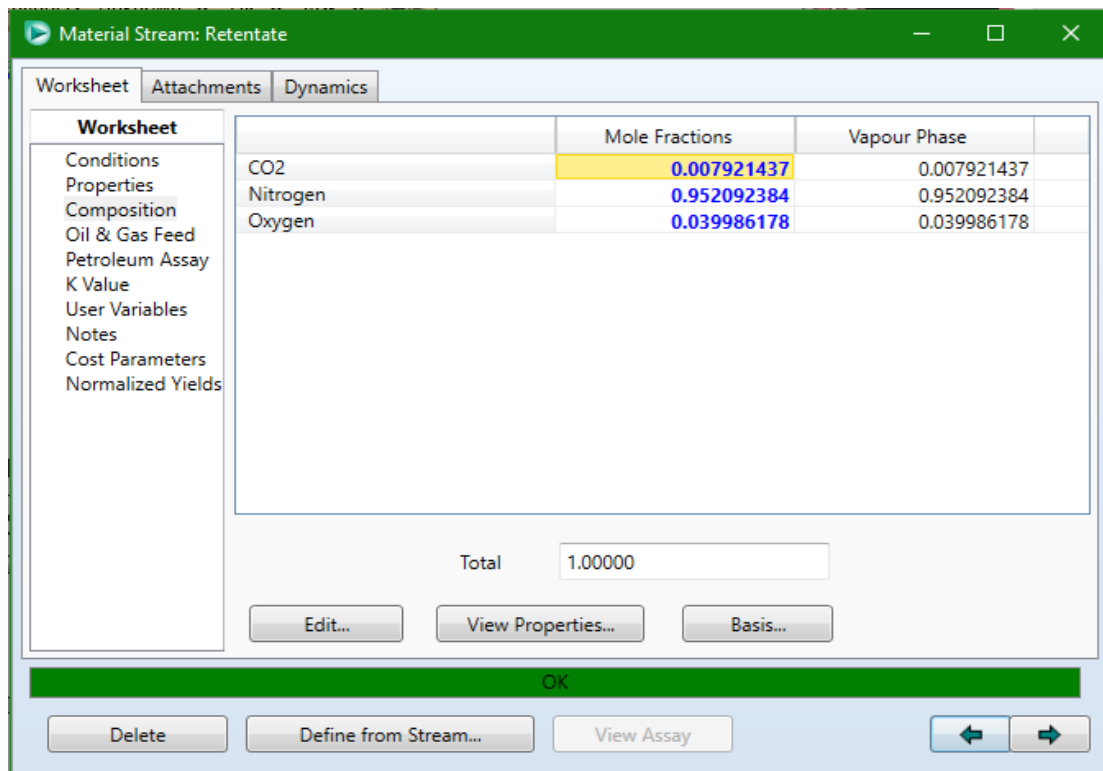 Material Stream: Retentate
Worksheet Attachments Dynamics
Worksheet
Conditions
Properties
Composition
Oil & Gas Feed
Petroleum Assay
K Value
User Variables
Notes
Cost Parameters
Normalized Yields
Mole Fractions Vapour Phase
CO2 0.007921437 0.007921437
Nitrogen 0.952092384 0.952092384
Oxygen 0.039986178 0.039986178
Total 1.00000
Edit... View Properties... Basis...
OK
Delete Define from Stream... View Assay